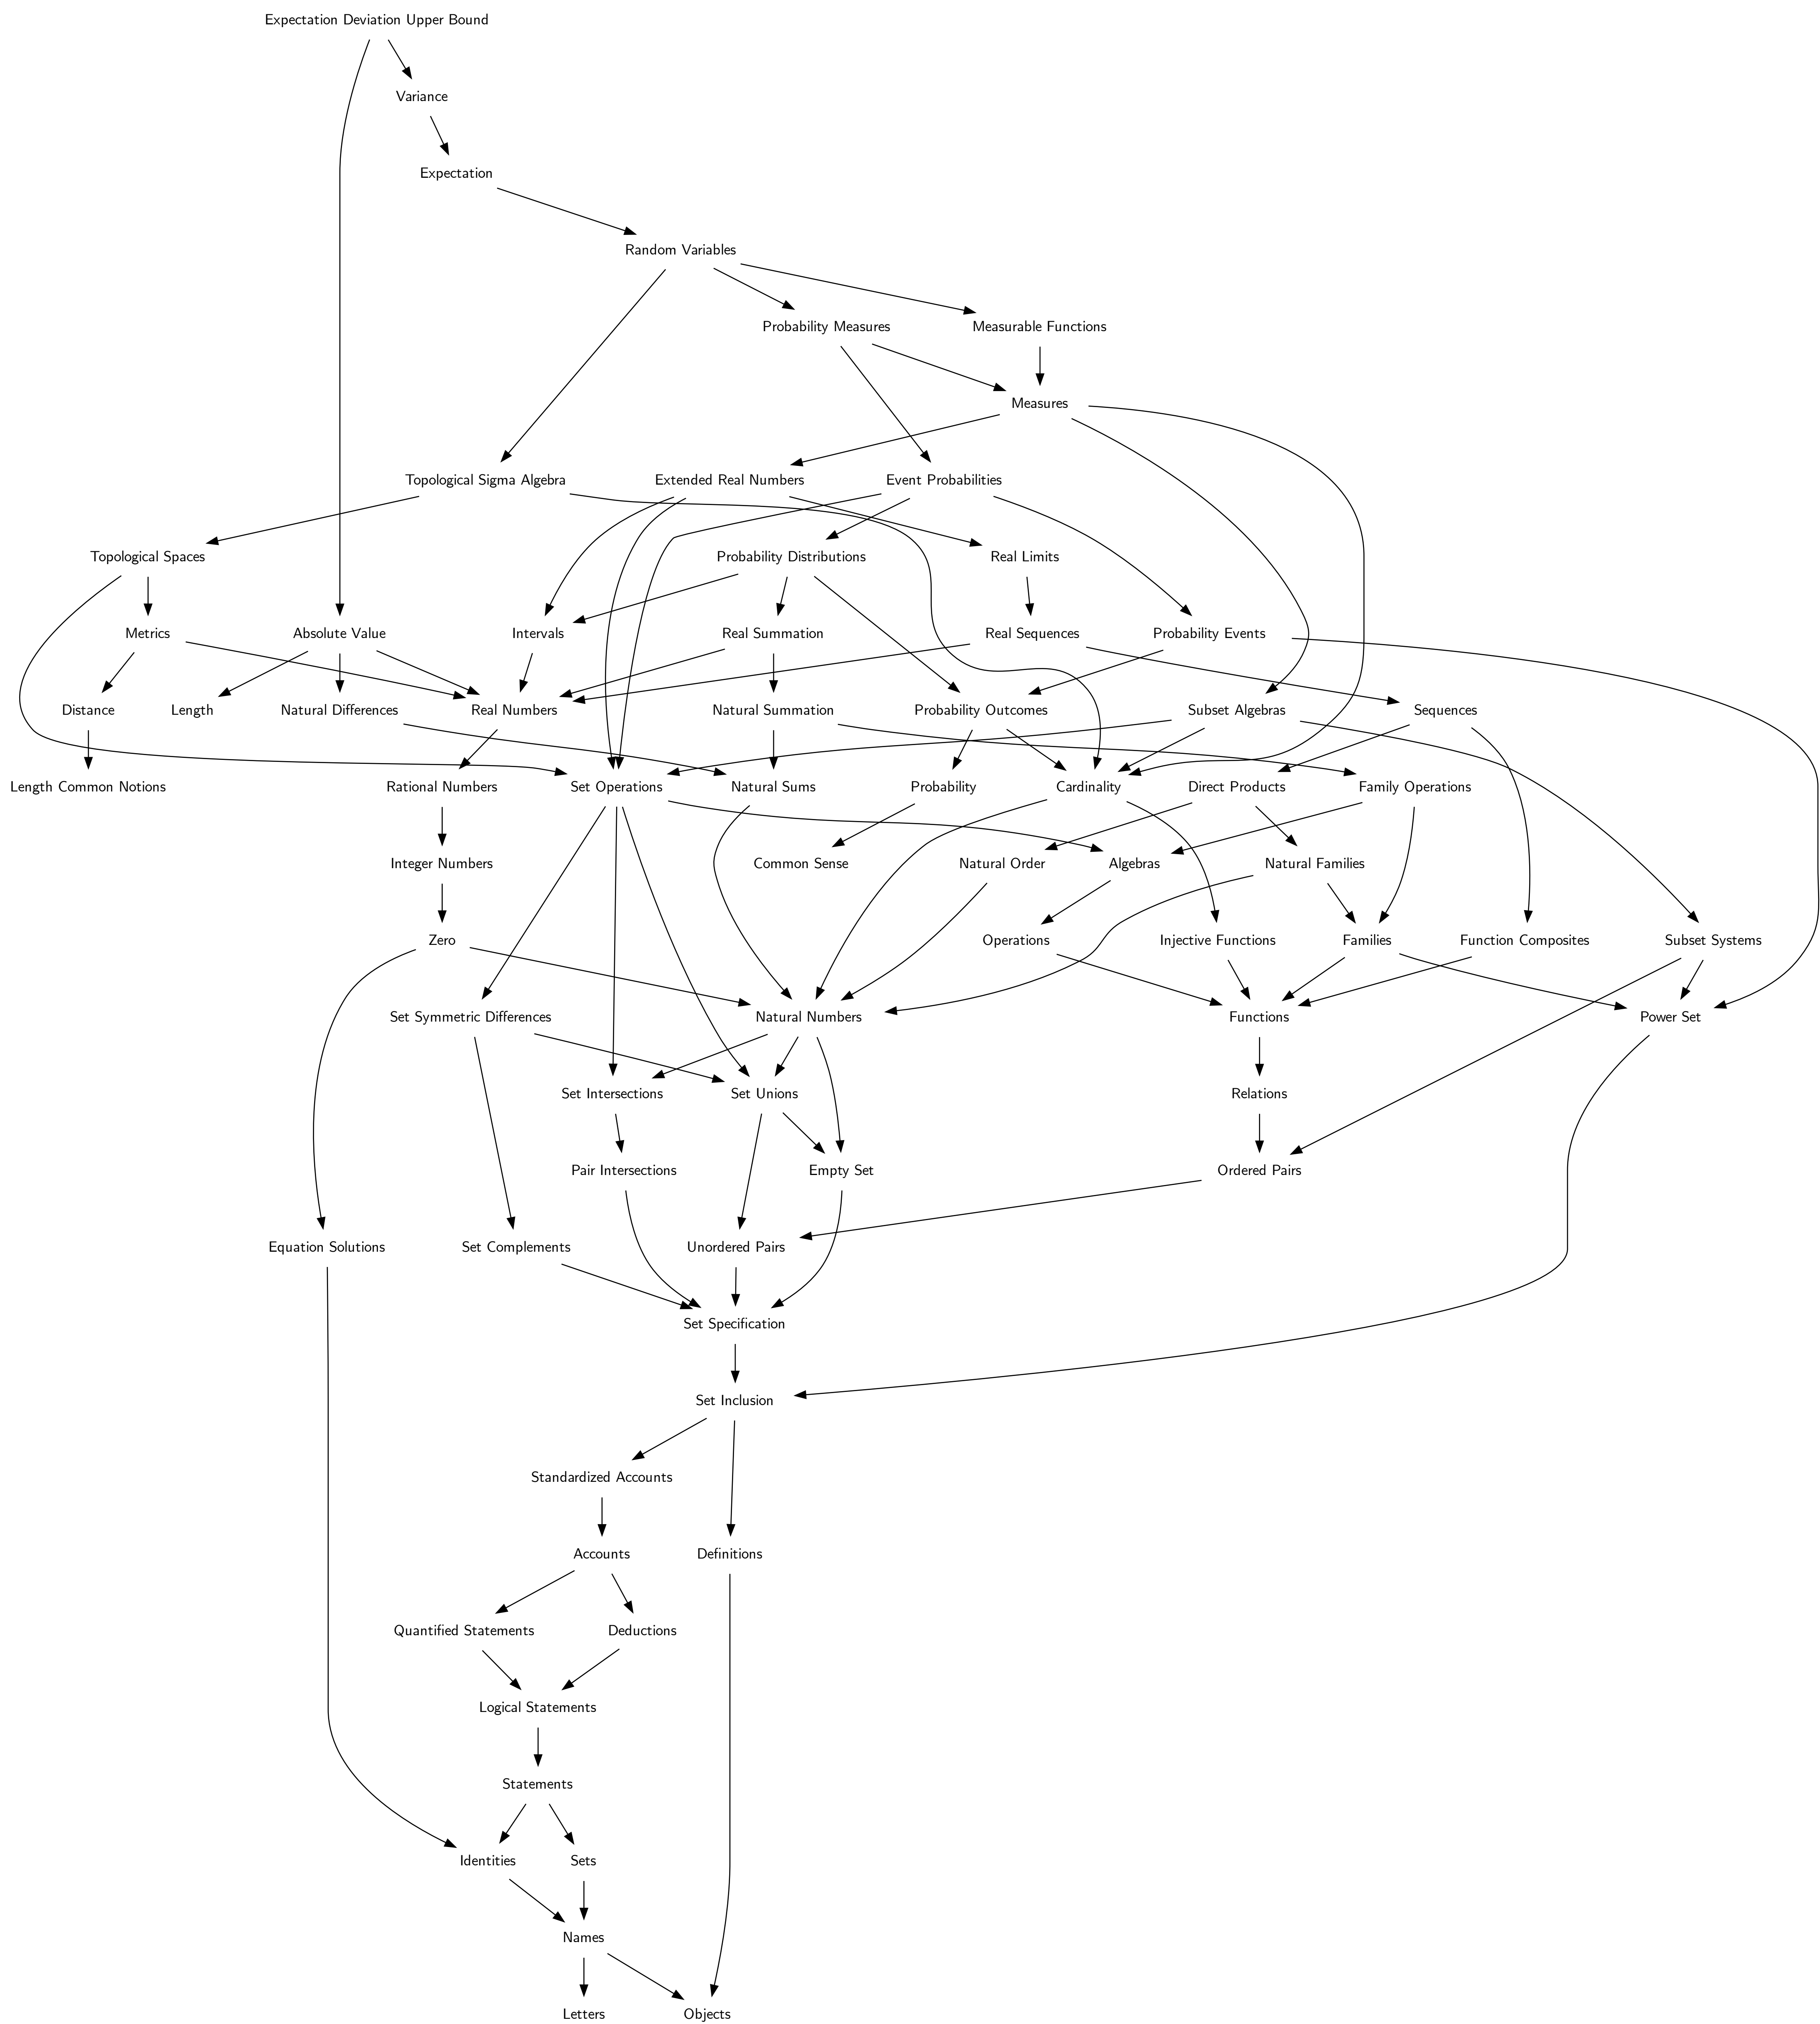 Expectation Deviation Upper Bound
Variance
Expectation
Random Variables
Probability Measures
Measurable Functions
Measures
Topological Sigma Algebra
Extended Real Numbers
Event Probabilities
Topological Spaces
Probability Distributions
Real Limits
Metrics
Absolute Value
Intervals
Real Summation
Real Sequences
Probability Events
Distance
Length
Natural Differences
Real Numbers
Natural Summation
Probability Outcomes
Subset Algebras
Sequences
Length Common Notions
Rational Numbers
Set Operations
Natural Sums
Probability
Cardinality
Direct Products
Family Operations
Integer Numbers
Common Sense
Natural Order
Algebras
Natural Families
Zero
Operations
Injective Functions
Families
Function Composites
Subset Systems
Set Symmetric Differences
Natural Numbers
Functions
Power Set
Set Intersections
Set Unions
Relations
Pair Intersections
Empty Set
Ordered Pairs
Equation Solutions
Set Complements
Unordered Pairs
Set Specification
Set Inclusion
Standardized Accounts
Accounts
Definitions
Quantified Statements
Deductions
Logical Statements
Statements
Identities
Sets
Names
Letters
Objects